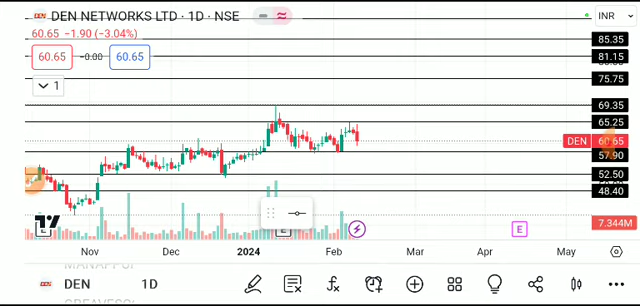 DEN NETWORKS LTD · 1D · NSE
INR
60.65 −1.90 (−3.04%)
60.65 −0.00 60.65
1
85.35
81.15
75.75
69.35
65.25
DEN 60.65
57.90
52.50
48.40
7.344M
E E E
Nov Dec 2024 Feb Mar Apr May
DEN 1D